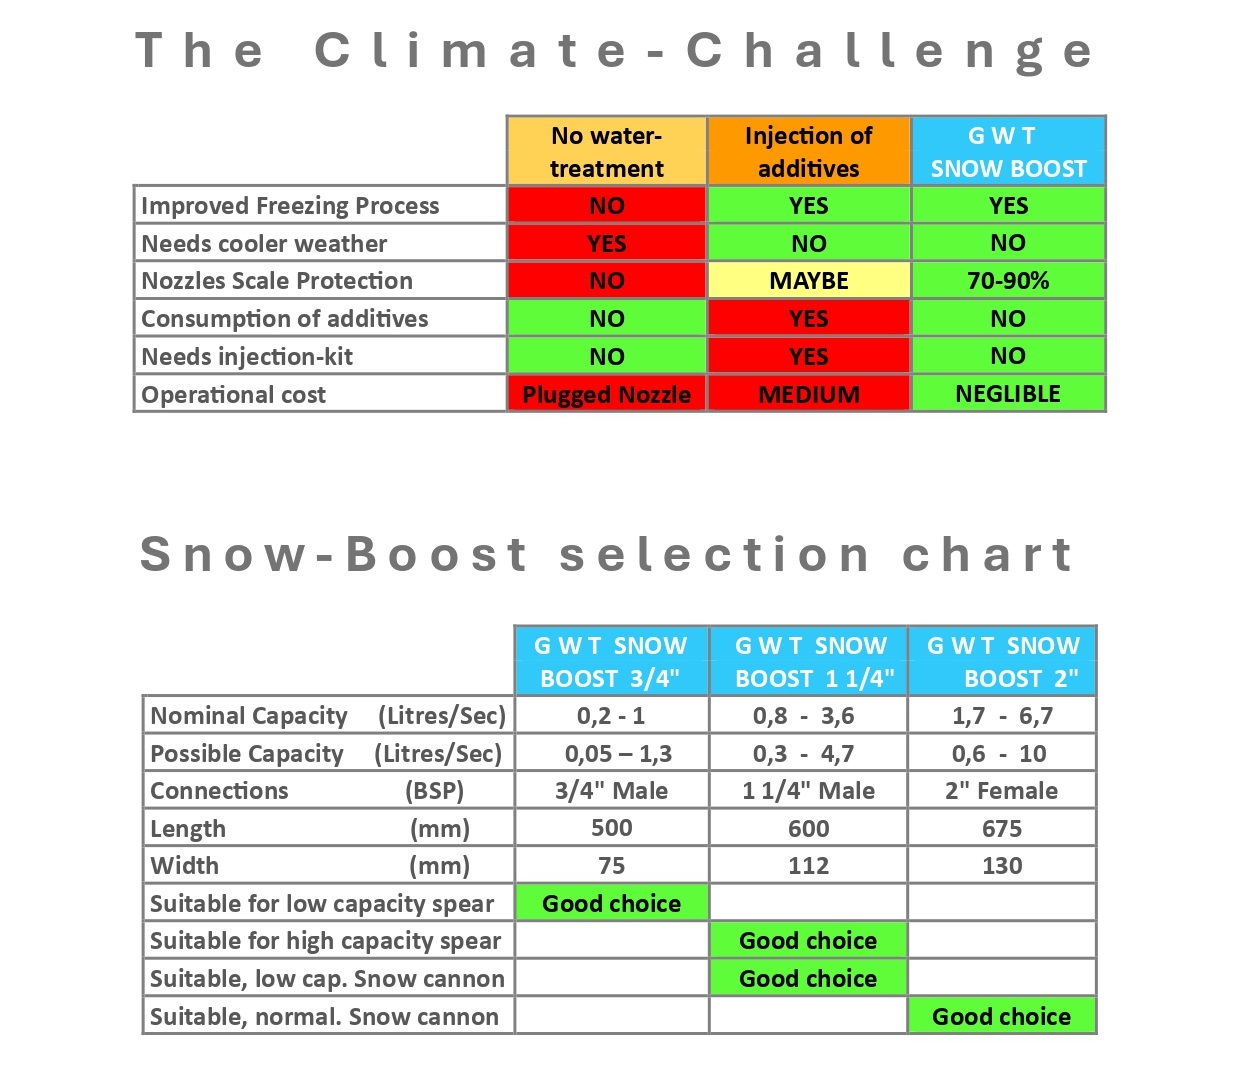 The Climate-Challenge
No water- Injection of G W T
treatment additives SNOW BOOST
Improved Freezing Process NO YES YES
Needs cooler weather YES NO NO
Nozzles Scale Protection NO MAYBE 70-90%
Consumption of additives NO YES NO
Needs injection-kit NO YES NO
Operational cost Plugged Nozzle MEDIUM NEGLIBLE
Snow-Boost selection chart
G W T SNOW G W T SNOW G W T SNOW
BOOST 3/4" BOOST 1 1/4" BOOST 2"
Nominal Capacity (Litres/Sec) 0,2 - 1 0,8 - 3,6 1,7 - 6,7
Possible Capacity (Litres/Sec) 0,05 – 1,3 0,3 - 4,7 0,6 - 10
Connections (BSP) 3/4" Male 1 1/4" Male 2" Female
Length (mm) 500 600 675
Width (mm) 75 112 130
Suitable for low capacity spear Good choice
Suitable for high capacity spear Good choice
Suitable, low cap. Snow cannon Good choice
Suitable, normal. Snow cannon Good choice